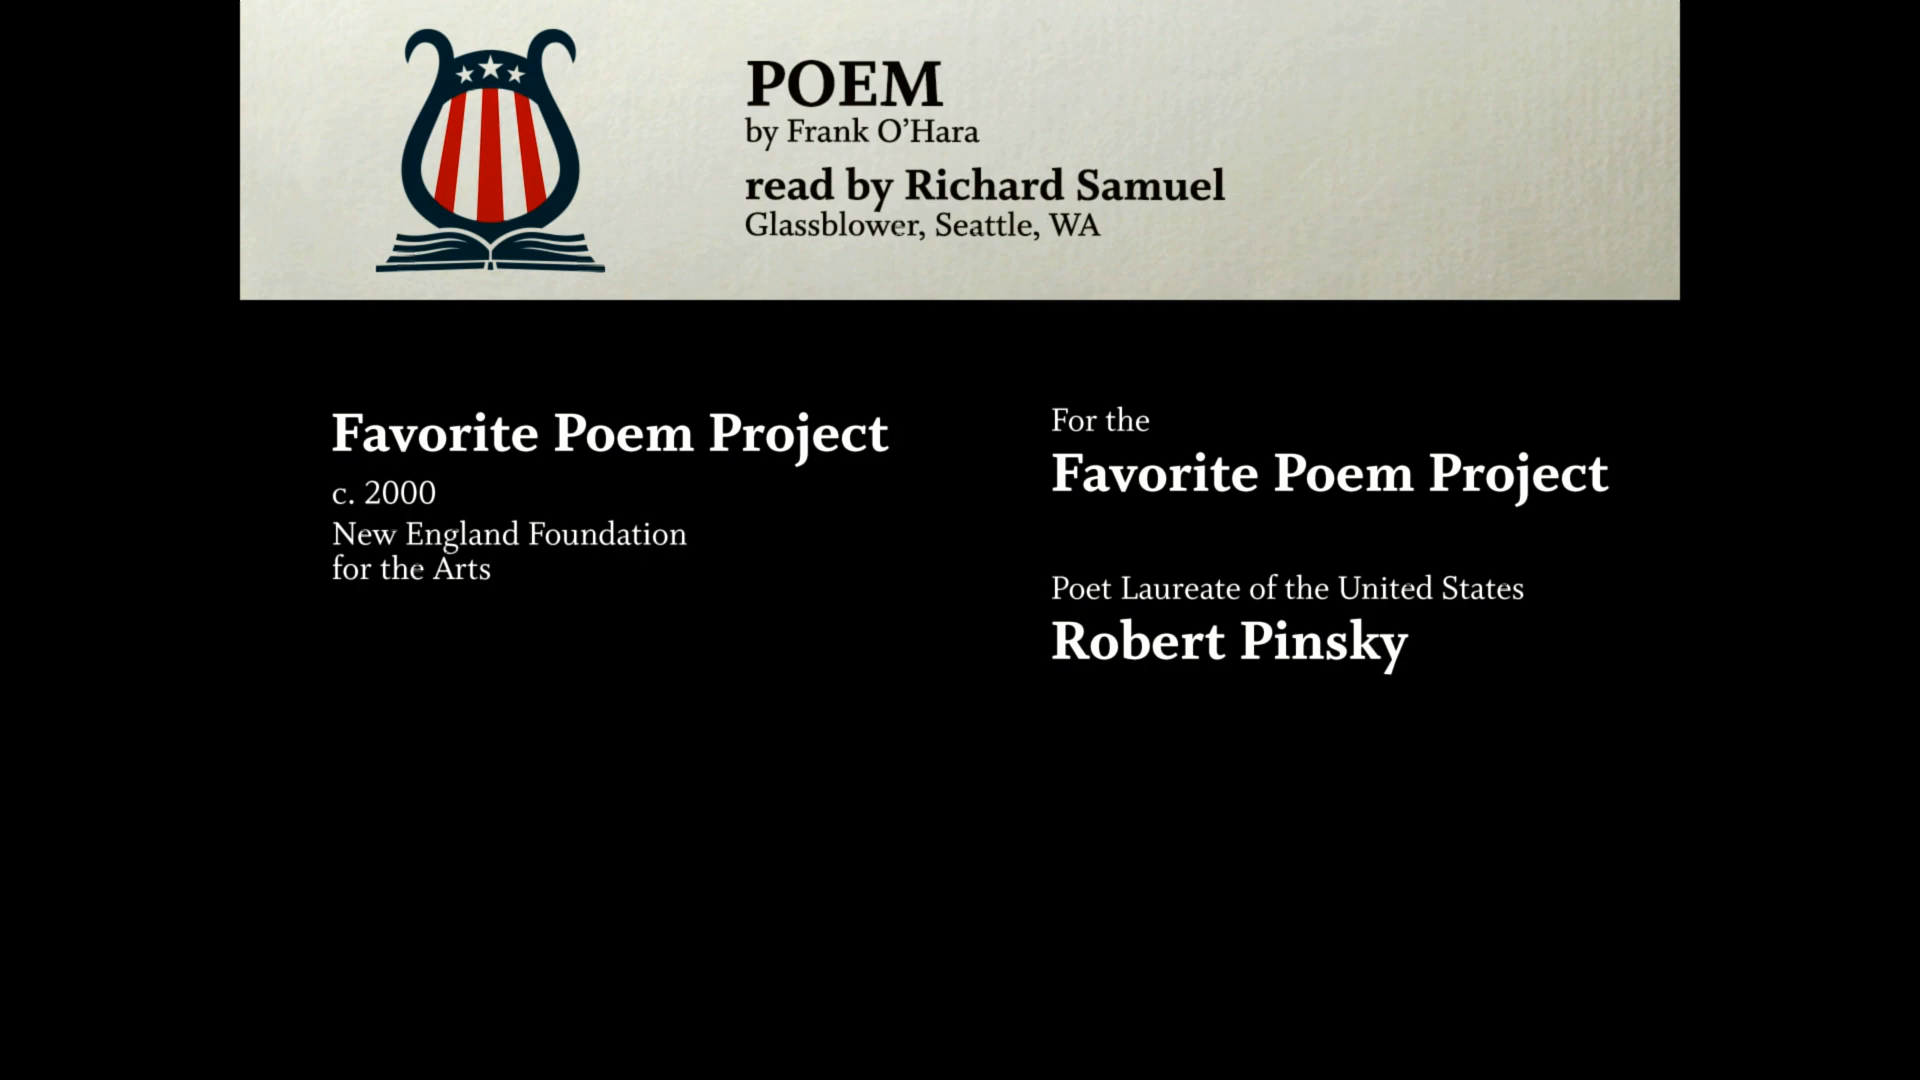 POEM
by Frank O’Hara
read by Richard Samuel
Glassblower, Seattle, WA
Favorite Poem Project
c. 2000
New England Foundation
for the Arts
For the
Favorite Poem Project
Poet Laureate of the United States
Robert Pinsky